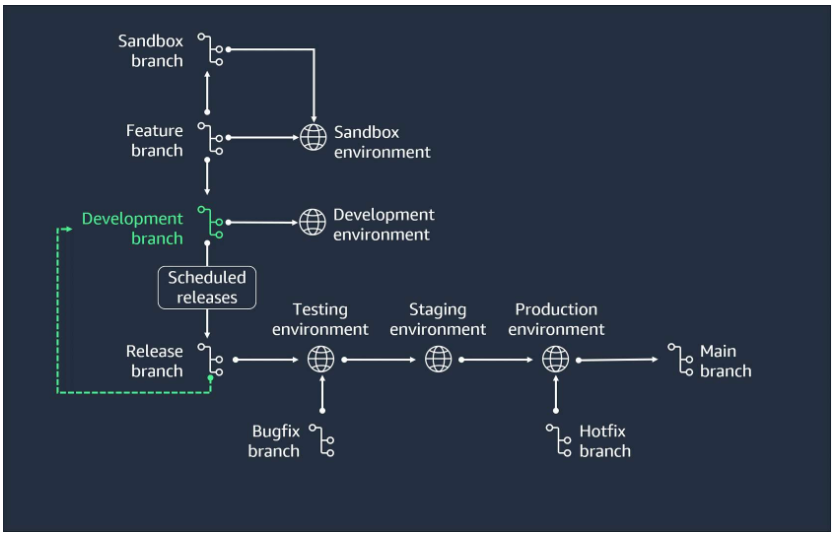 Sandbox
branch
Feature
branch
Sandbox
environment
Development
branch
Development
environment
Scheduled
releases
Testing
environment
Staging
environment
Production
environment
Release
branch
Main
branch
Bugfix
branch
Hotfix
branch